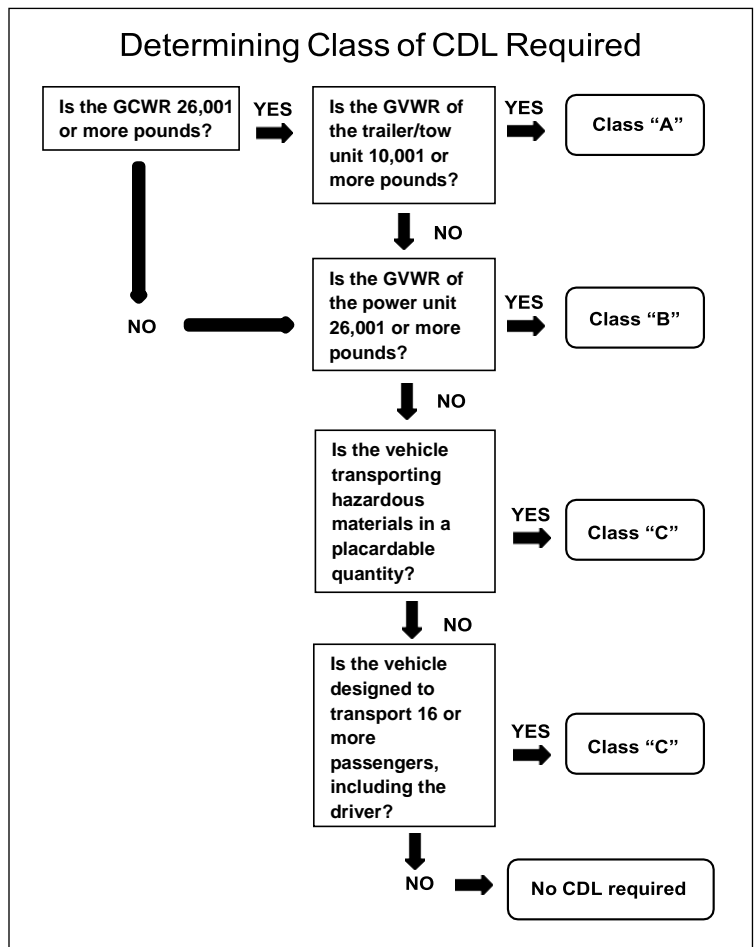 Determining Class of CDL Required
Is the GCWR 26,001
or more pounds?
YES
Is the GVWR of
the trailer/tow
unit 10,001 or
more pounds?
YES
Class “A”
NO
NO
Is the GVWR of
the power unit
26,001 or more
pounds?
YES
Class “B”
NO
Is the vehicle
transporting
hazardous
materials in a
placardable
quantity?
YES
Class “C”
NO
Is the vehicle
designed to
transport 16 or
more
passengers,
including the
driver?
YES
Class “C”
NO
No CDL required